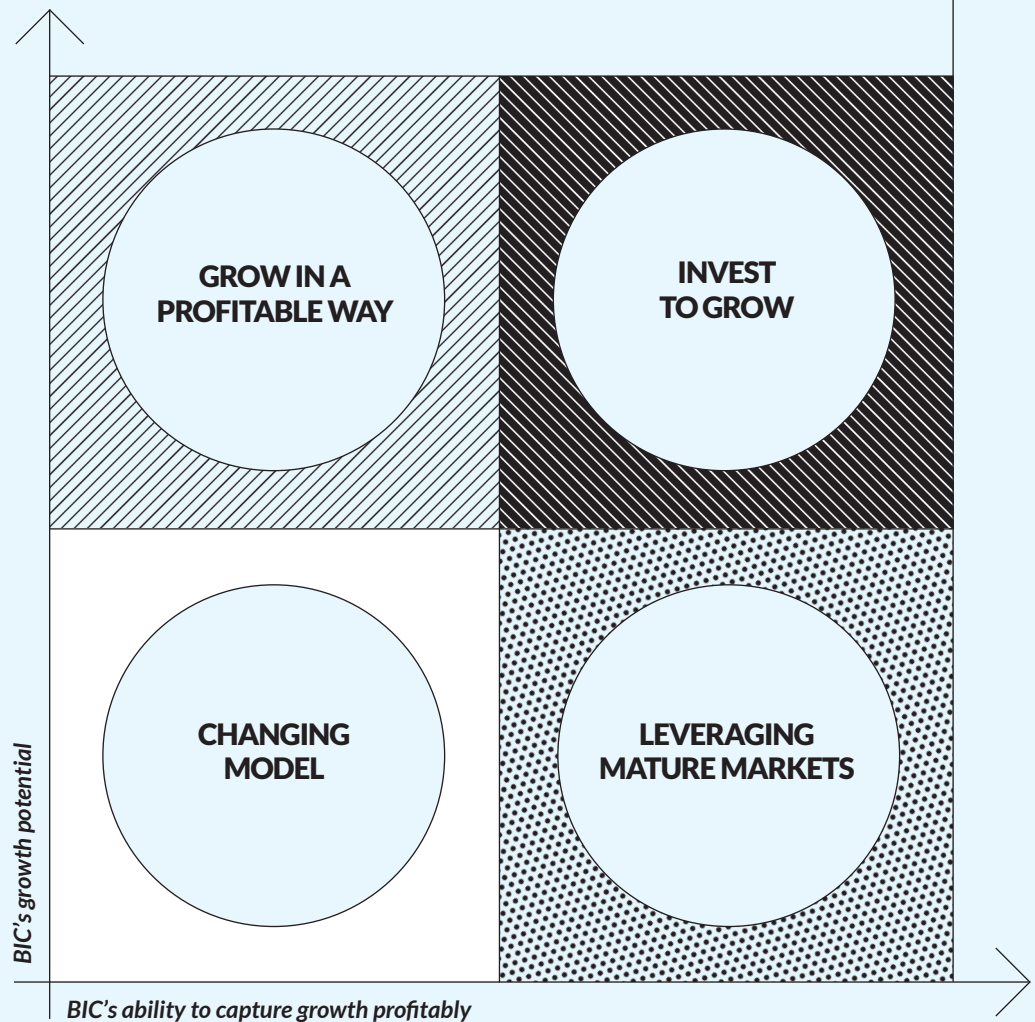 GROW IN A
PROFITABLE WAY
INVEST
TO GROW
CHANGING
MODEL
LEVERAGING
MATURE MARKETS
BIC’s growth potential
BIC’s ability to capture growth profitably